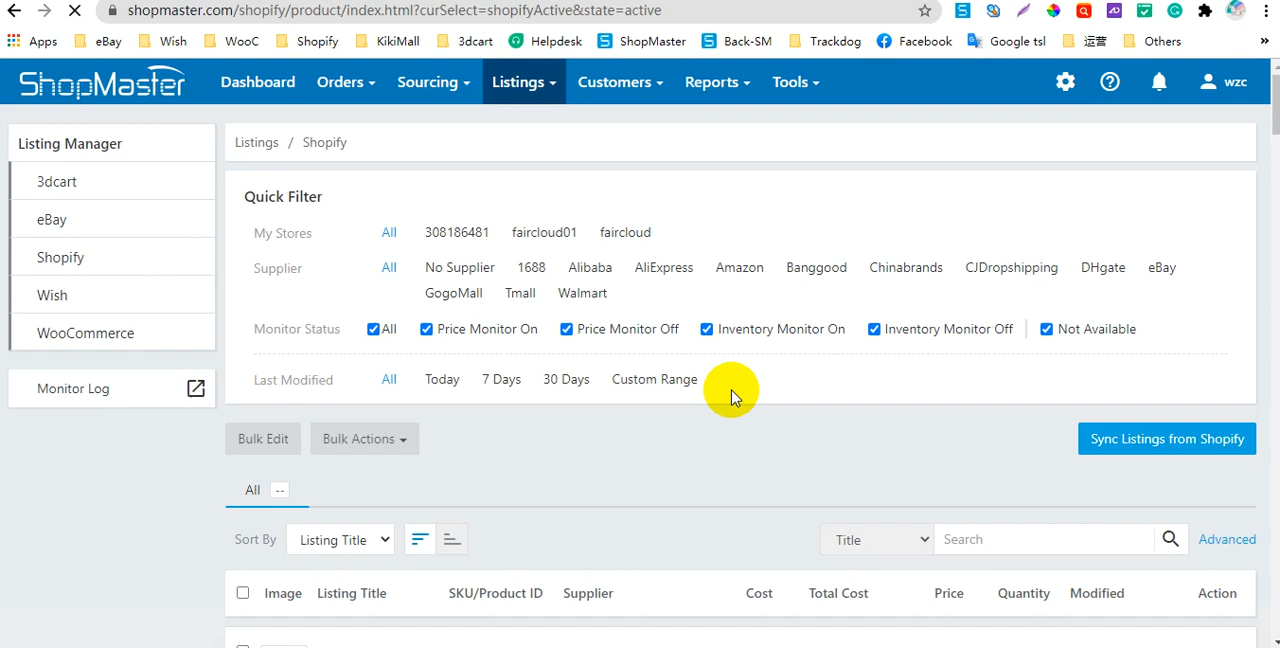 shopmaster.com/shopify/product/index.html?curSelect=shopifyActive&state=active
Apps eBay Wish WooC Shopify KikiMall 3dcart Helpdesk ShopMaster Back-SM Trackdog Facebook Google tsl 运营 Others »
ShopMaster Dashboard Orders Sourcing Listings Customers Reports Tools wzc
Listing Manager
3dcart
eBay
Shopify
Wish
WooCommerce
Monitor Log
Listings / Shopify
Quick Filter
My Stores All 308186481 faircloud01 faircloud
Supplier All No Supplier 1688 Alibaba AliExpress Amazon Banggood Chinabrands CJDropshipping DHgate eBay
GogoMall Tmall Walmart
Monitor Status All Price Monitor On Price Monitor Off Inventory Monitor On Inventory Monitor Off Not Available
Last Modified All Today 7 Days 30 Days Custom Range
Bulk Edit Bulk Actions Sync Listings from Shopify
All --
Sort By Listing Title Title Search Advanced
Image Listing Title SKU/Product ID Supplier Cost Total Cost Price Quantity Modified Action